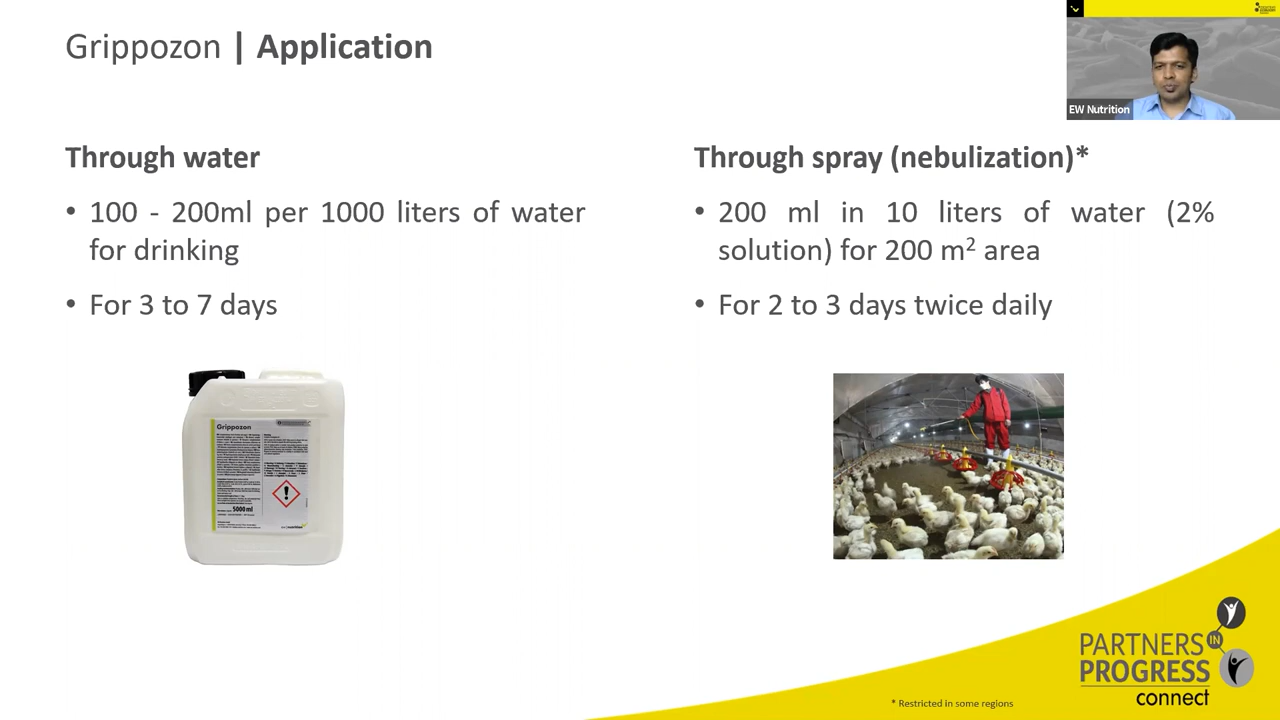 Grippozon | Application
EW Nutrition
Through water
• 100 - 200ml per 1000 liters of water
for drinking
• For 3 to 7 days
Through spray (nebulization)*
• 200 ml in 10 liters of water (2%
solution) for 200 m² area
• For 2 to 3 days twice daily
Grippozon
5000 ml
PARTNERS
IN
PROGRESS
connect
* Restricted in some regions